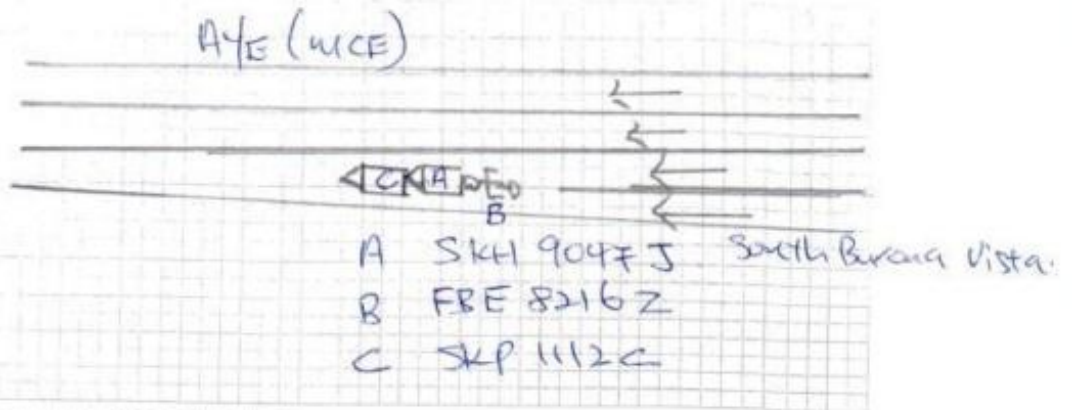 AYE (MCE)
C A
B
A SKH 9047 J South Buona Vista.
B FBE 8216 Z
C SKP 1112 C